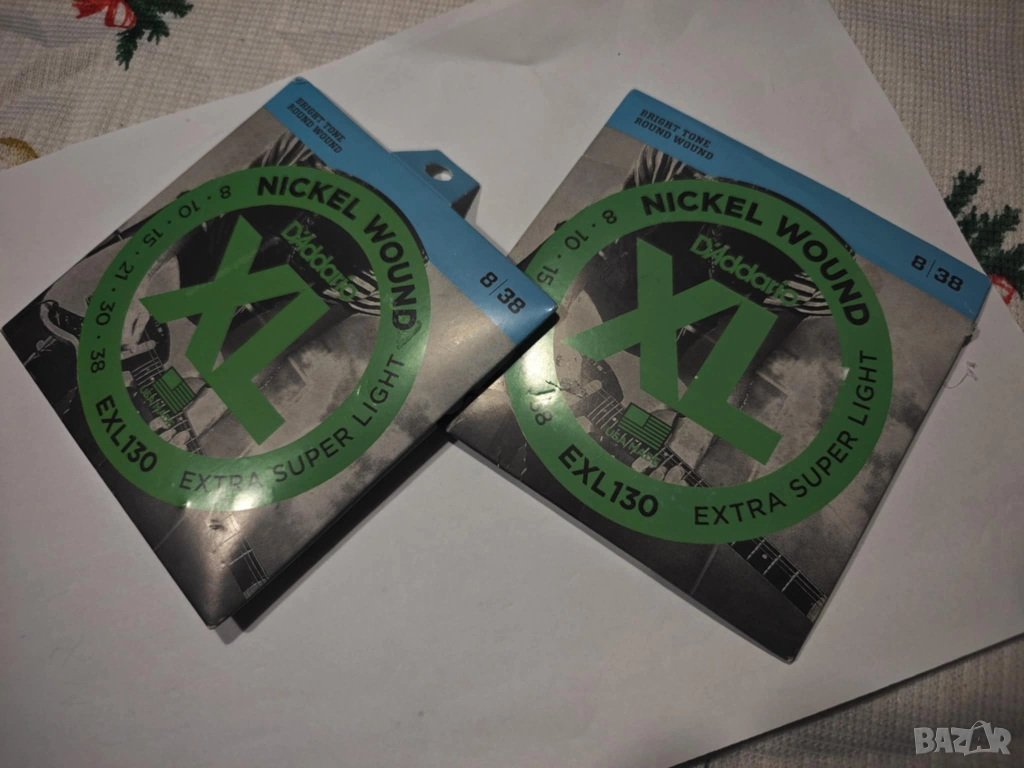 BRIGHT TONE
ROUND WOUND
8/38
NICKEL WOUND
8 · 10 · 15 · 21 · 30 · 38
D'Addario
XL
EXL130
EXTRA SUPER LIGHT
BRIGHT TONE
ROUND WOUND
8/38
NICKEL WOUND
8 · 10 · 15
38
D'Addario
XL
EXL130
EXTRA SUPER LIGHT
BAZAR